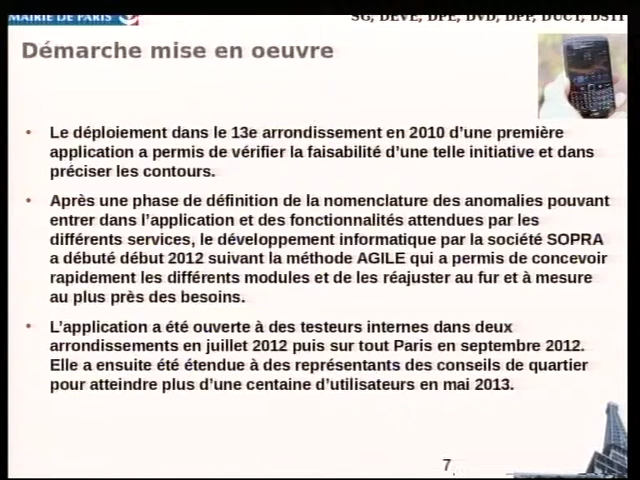 MAIRIE DE PARIS
SG, DEVE, DPE, DVD, DPP, DUCT, DSTI
Démarche mise en oeuvre
• Le déploiement dans le 13e arrondissement en 2010 d’une première
application a permis de vérifier la faisabilité d’une telle initiative et dans
préciser les contours.
• Après une phase de définition de la nomenclature des anomalies pouvant
entrer dans l’application et des fonctionnalités attendues par les
différents services, le développement informatique par la société SOPRA
a débuté début 2012 suivant la méthode AGILE qui a permis de concevoir
rapidement les différents modules et de les réajuster au fur et à mesure
au plus près des besoins.
• L’application a été ouverte à des testeurs internes dans deux
arrondissements en juillet 2012 puis sur tout Paris en septembre 2012.
Elle a ensuite été étendue à des représentants des conseils de quartier
pour atteindre plus d’une centaine d’utilisateurs en mai 2013.
7